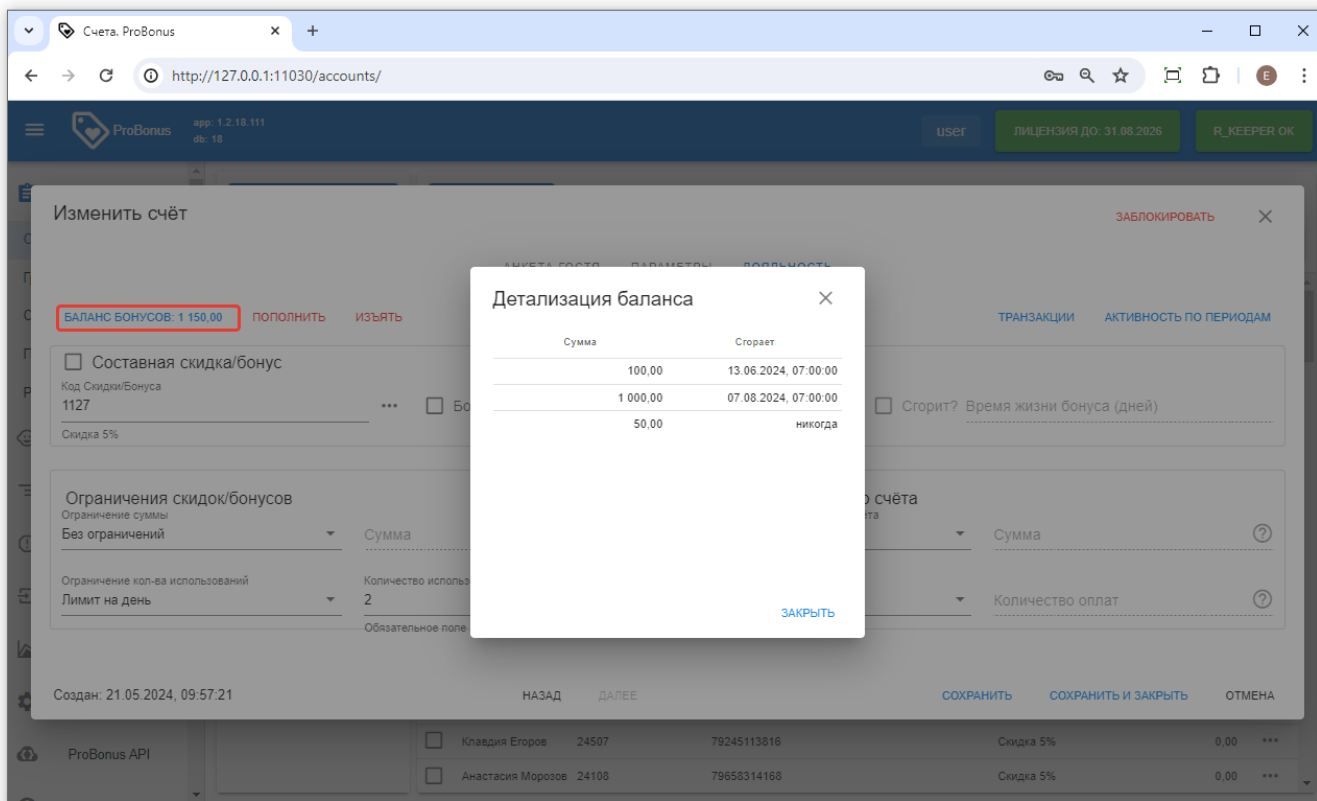 Счета. ProBonus
http://127.0.0.1:11030/accounts/
E
ProBonus
app: 1.2.18.111
db: 18
user
ЛИЦЕНЗИЯ ДО: 31.08.2026
R_KEEPER OK
Изменить счёт
ЗАБЛОКИРОВАТЬ
АНКЕТА ГОСТЯ ПАРАМЕТРЫ ЛОЯЛЬНОСТЬ
БАЛАНС БОНУСОВ: 1 150,00 ПОПОЛНИТЬ ИЗЪЯТЬ
ТРАНЗАКЦИИ АКТИВНОСТЬ ПО ПЕРИОДАМ
Детализация баланса
Сумма Сгорает
100,00 13.06.2024, 07:00:00
1 000,00 07.08.2024, 07:00:00
50,00 никогда
ЗАКРЫТЬ
Составная скидка/бонус
Код Скидки/Бонуса
1127
Скидка 5%
Сгорит? Время жизни бонуса (дней)
Ограничения скидок/бонусов
Ограничение суммы
Без ограничений
Сумма
счёта
Сумма
Ограничение кол-ва использований
Лимит на день
Количество
2
Обязательное поле
Количество оплат
Создан: 21.05.2024, 09:57:21
НАЗАД ДАЛЕЕ
СОХРАНИТЬ СОХРАНИТЬ И ЗАКРЫТЬ ОТМЕНА
ProBonus API
Клавдия Егоров 24507 79245113816 Скидка 5% 0,00
Анастасия Морозов 24108 79658314168 Скидка 5% 0,00